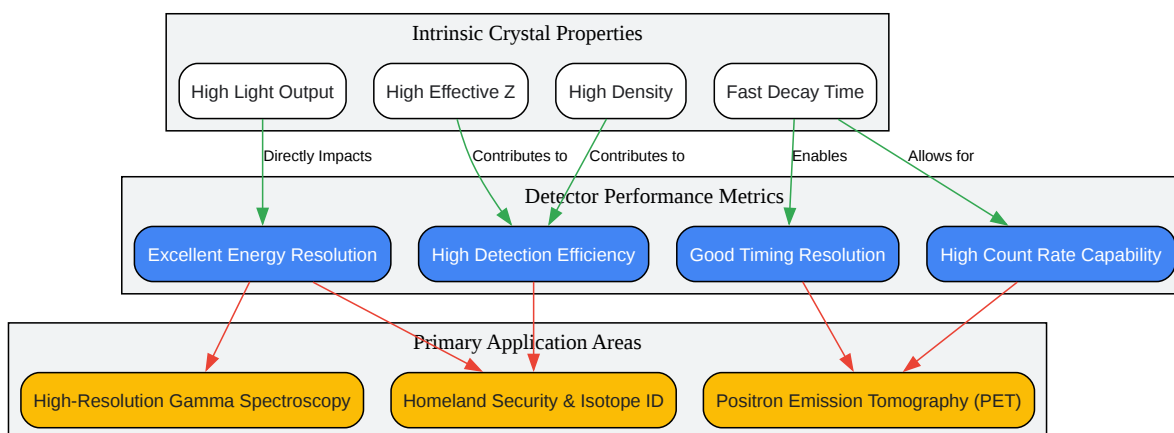 Intrinsic Crystal Properties
High Light Output
High Effective Z
High Density
Fast Decay Time
Directly Impacts
Contributes to
Contributes to
Enables
Allows for
Detector Performance Metrics
Excellent Energy Resolution
High Detection Efficiency
Good Timing Resolution
High Count Rate Capability
Primary Application Areas
High-Resolution Gamma Spectroscopy
Homeland Security & Isotope ID
Positron Emission Tomography (PET)